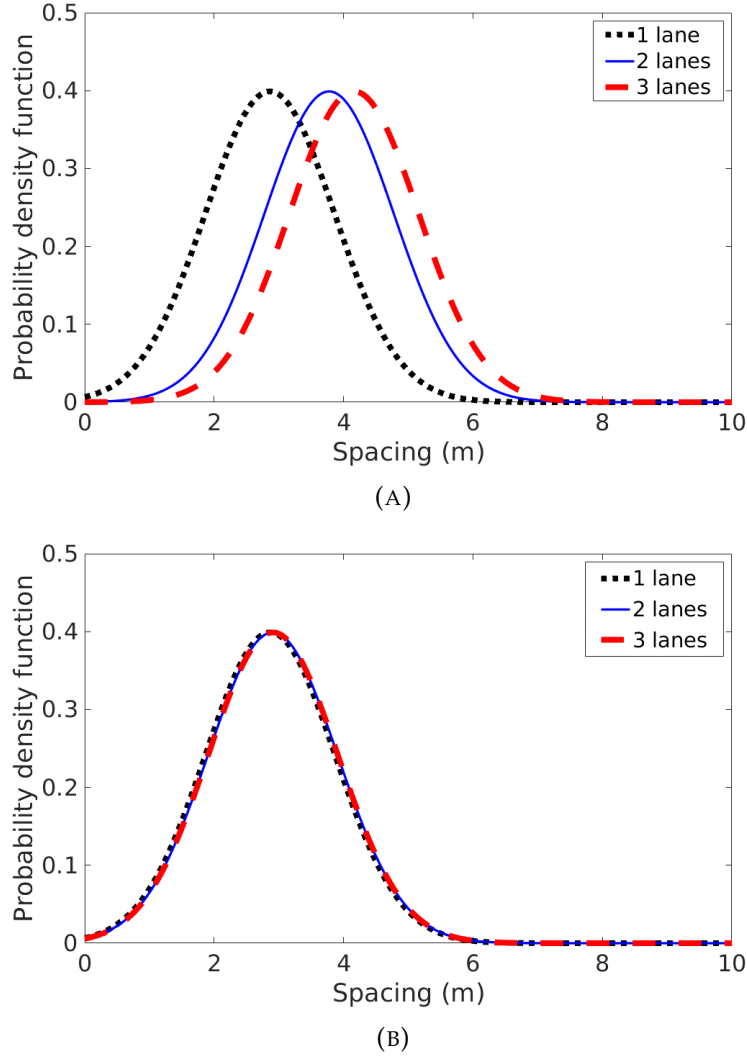 0.5
0.4
0.3
0.2
0.1
0
Probability density function
1 lane
2 lanes
3 lanes
0 2 4 6 8 10
Spacing (m)
(A)
0.5
0.4
0.3
0.2
0.1
0
Probability density function
1 lane
2 lanes
3 lanes
0 2 4 6 8 10
Spacing (m)
(B)